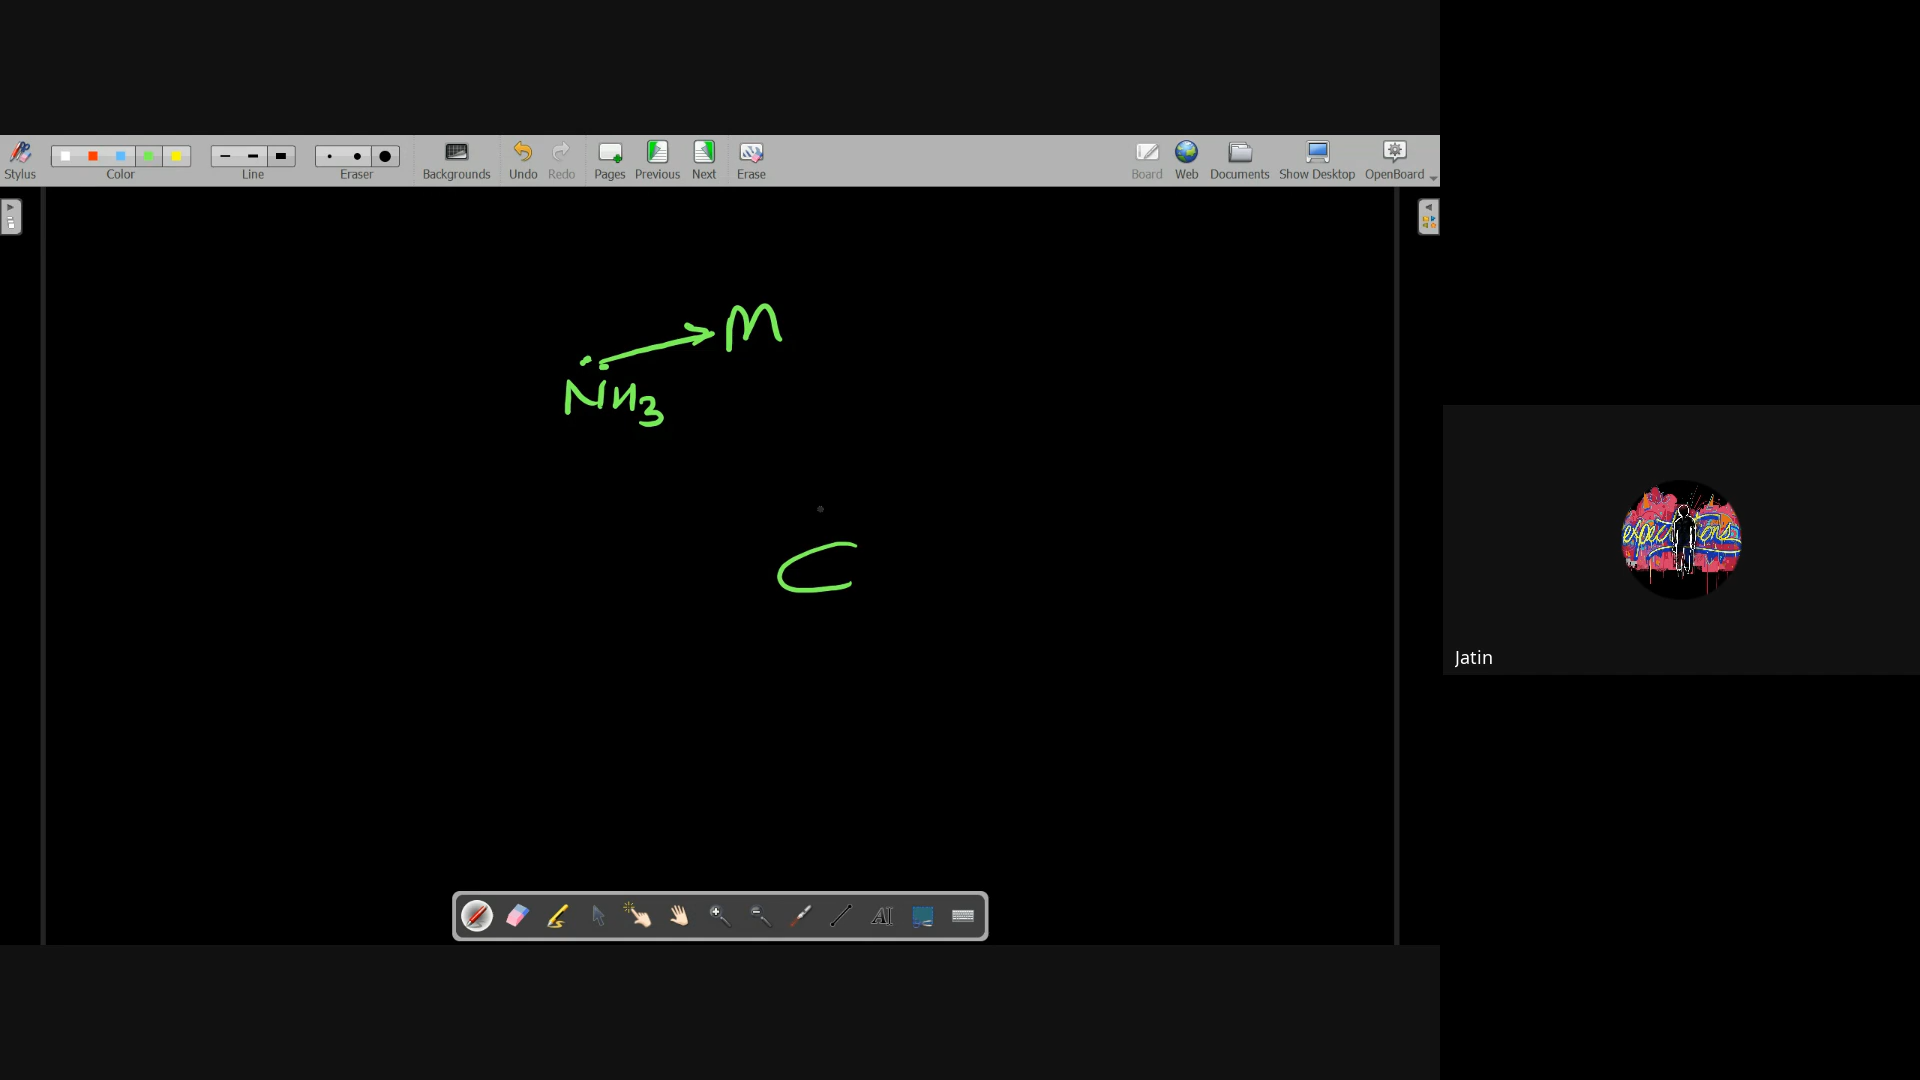 Stylus Color Line Eraser Backgrounds Undo Redo Pages Previous Next Erase Board Web Documents Show Desktop OpenBoard
M
NH3
C
expectations
Jatin